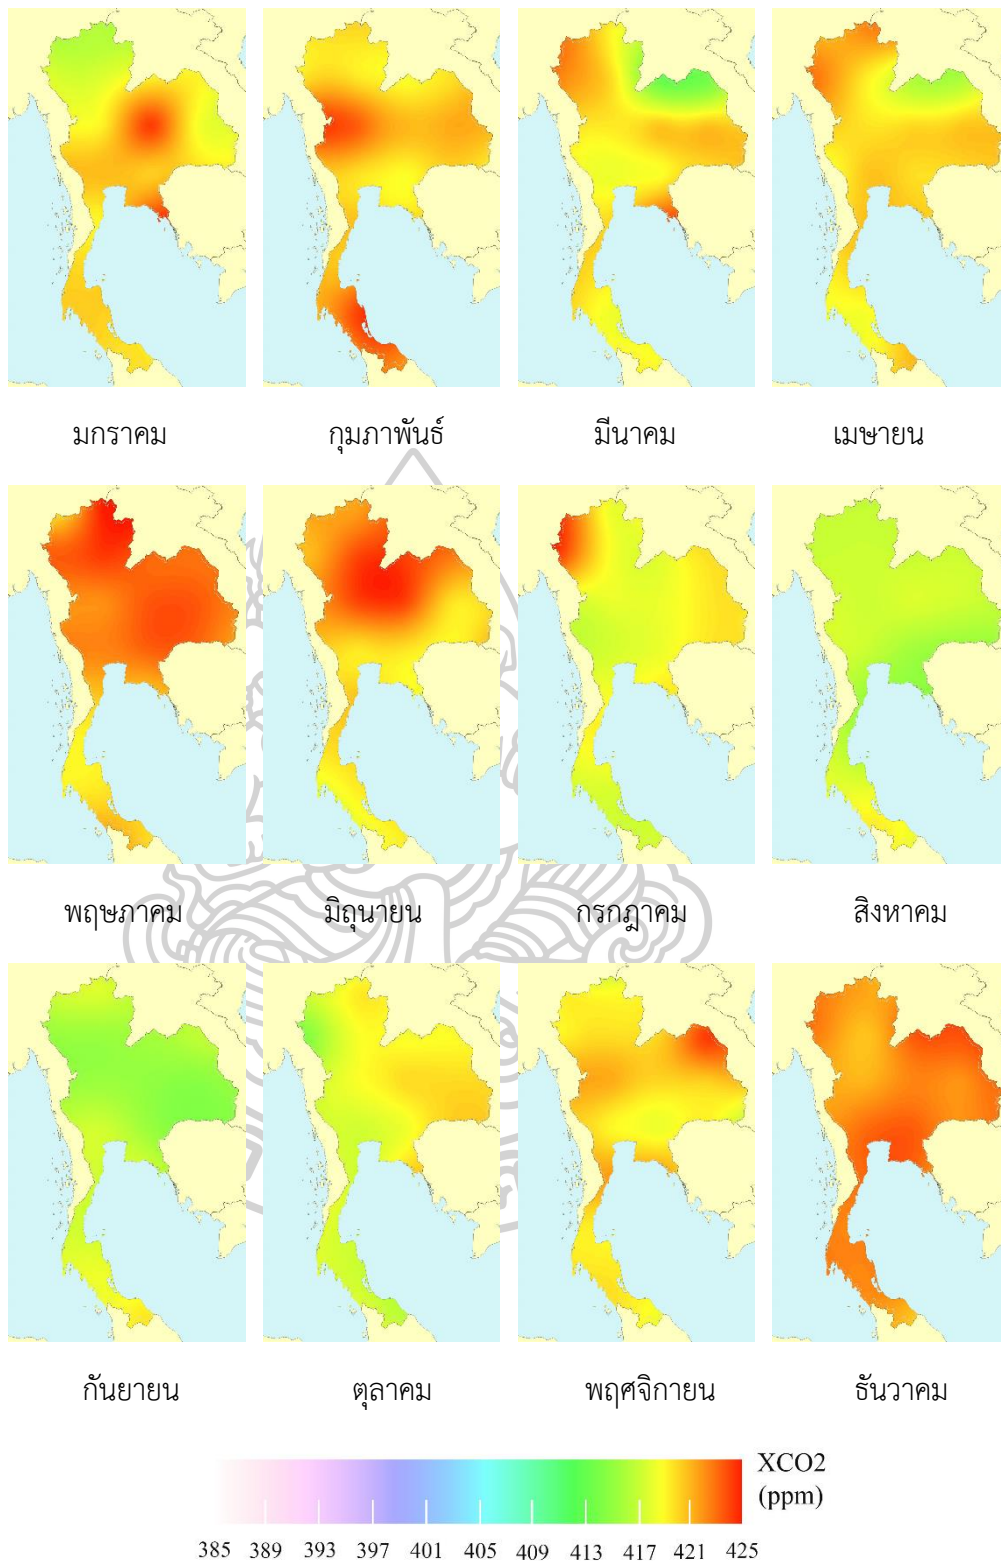 มกราคม
กุมภาพันธ์
มีนาคม
เมษายน
พฤษภาคม
มิถุนายน
กรกฎาคม
สิงหาคม
กันยายน
ตุลาคม
พฤศจิกายน
ธันวาคม
XCO2
(ppm)
385 389 393 397 401 405 409 413 417 421 425